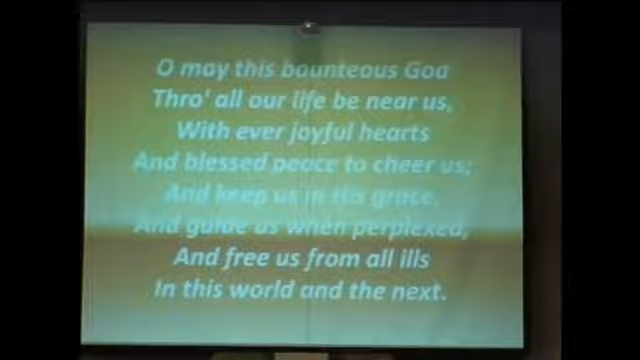 O may this bounteous God
Thro' all our life be near us,
With ever joyful hearts
And blessed peace to cheer us;
And keep us in His grace,
And guide us when perplexed,
And free us from all ills
In this world and the next.